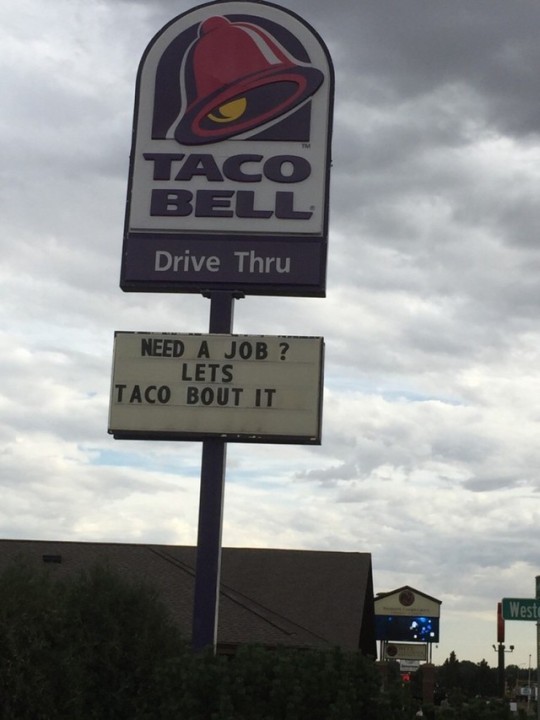 TACO
BELL
Drive Thru
NEED A JOB ?
LETS
TACO BOUT IT